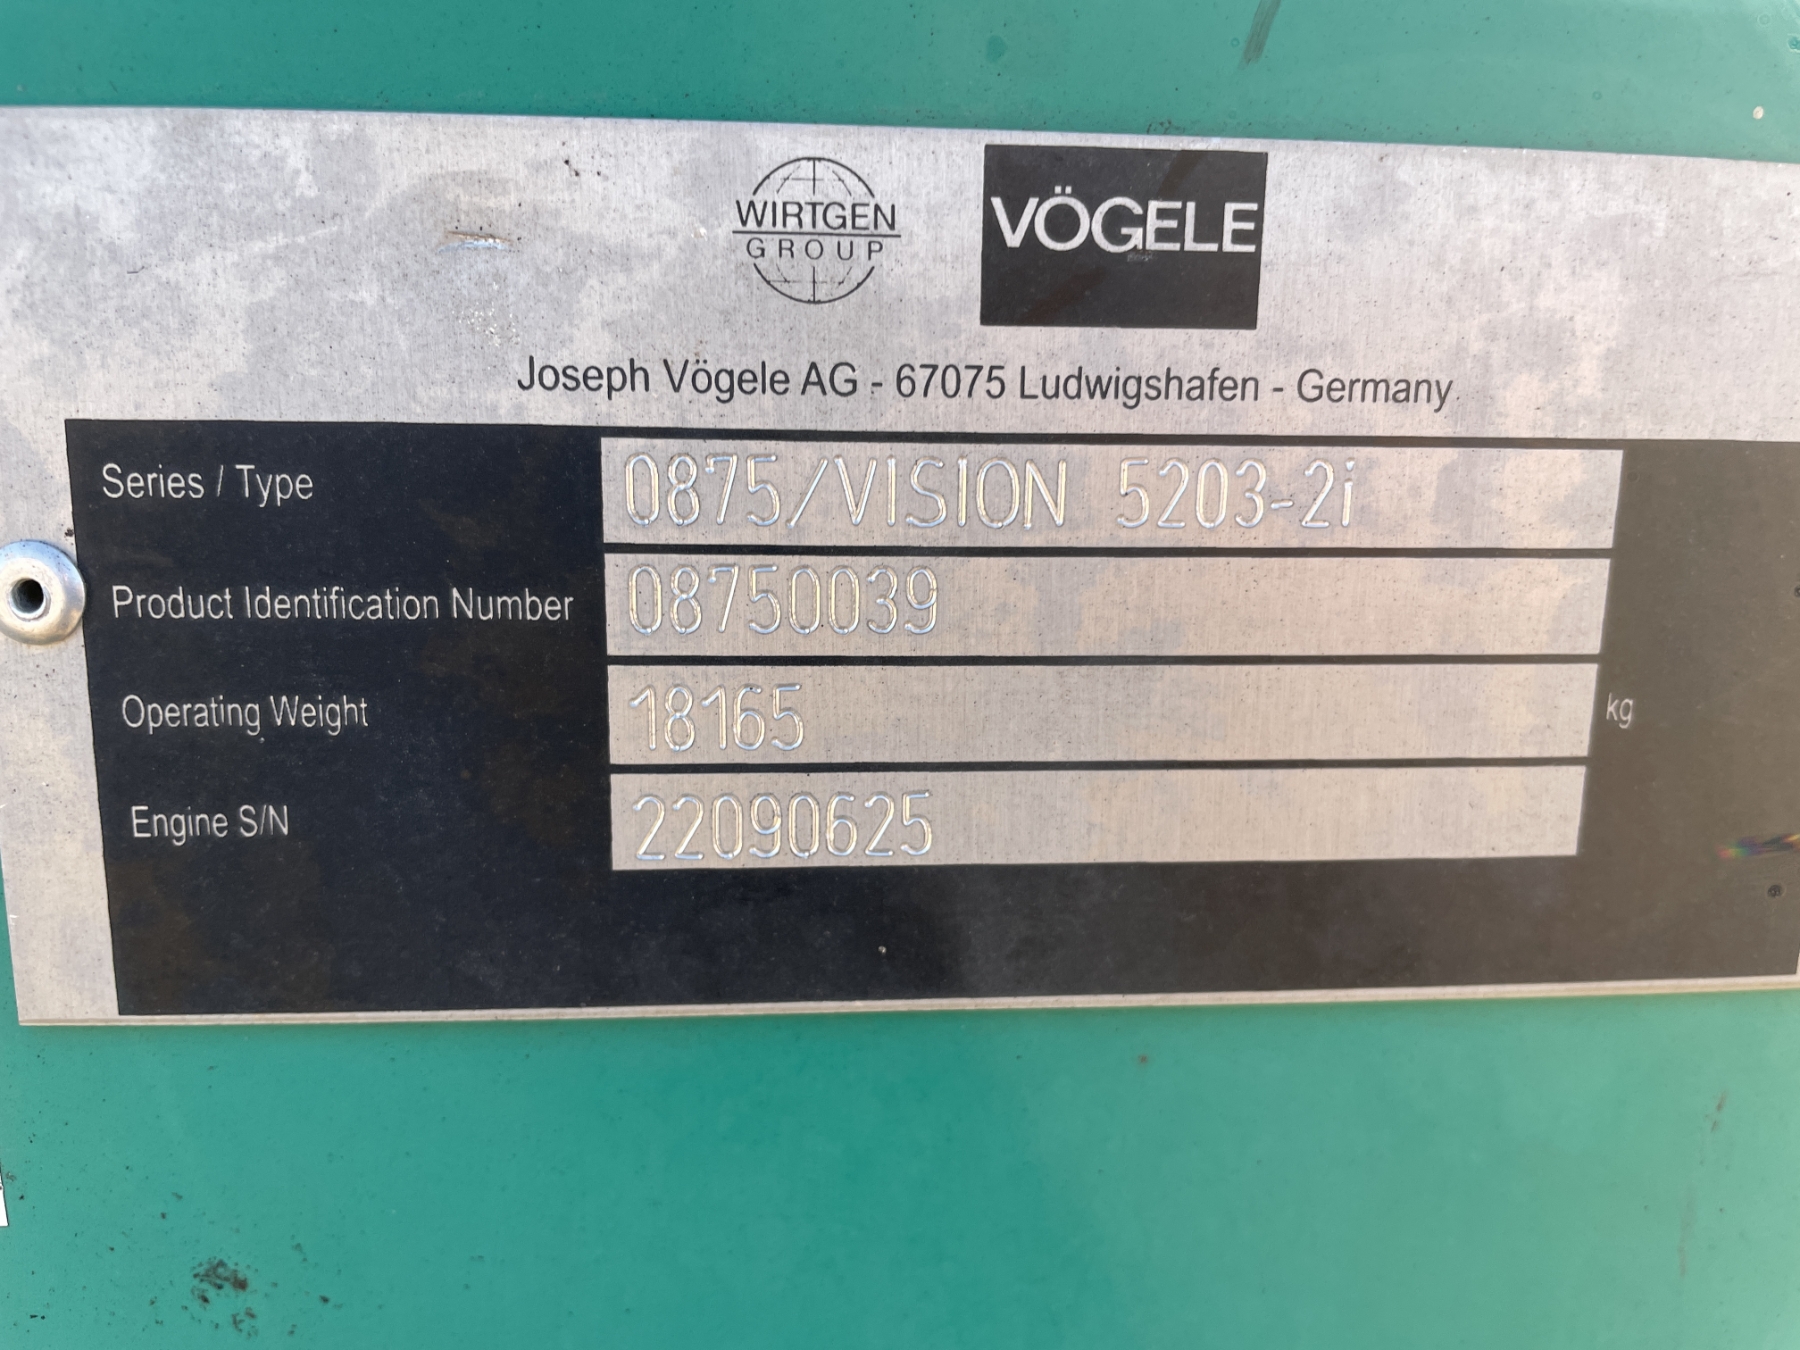 WIRTGEN
GROUP
VÖGELE
Joseph Vögele AG - 67075 Ludwigshafen - Germany
Series / Type 0875/VISION 5203-2i
Product Identification Number 08750039
Operating Weight 18165 kg
Engine S/N 22090625